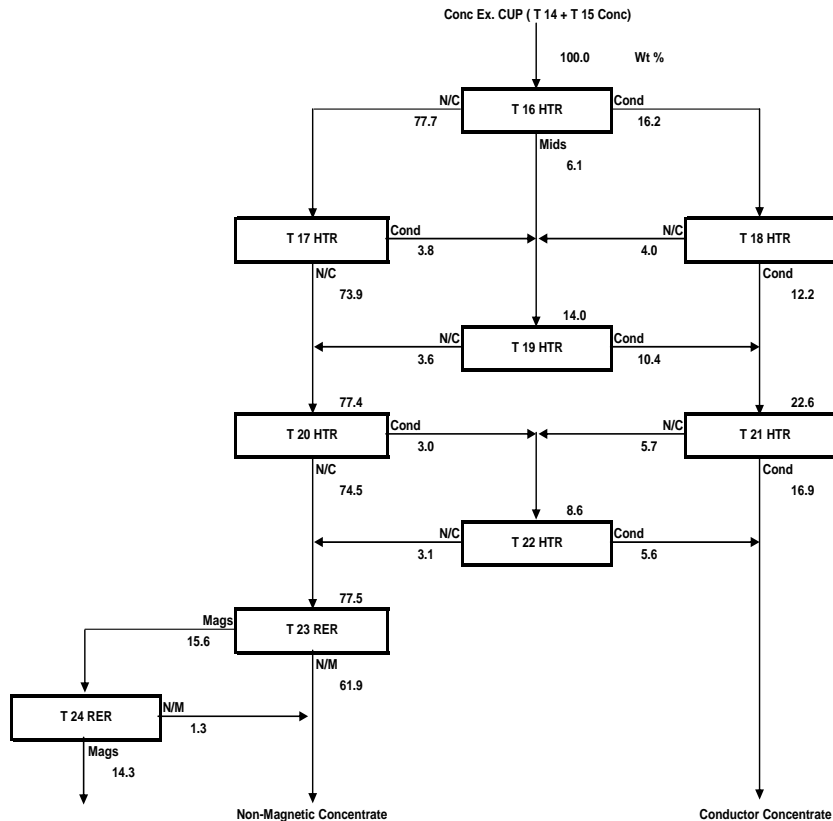 Conc Ex. CUP ( T 14 + T 15 Conc)
100.0 Wt %
N/C
T 16 HTR
Cond
77.7
16.2
Mids
6.1
T 17 HTR
Cond
3.8
N/C
4.0
T 18 HTR
N/C
73.9
Cond
12.2
14.0
N/C
3.6
T 19 HTR
Cond
10.4
77.4
22.6
T 20 HTR
Cond
3.0
N/C
5.7
T 21 HTR
N/C
74.5
Cond
16.9
8.6
N/C
3.1
T 22 HTR
Cond
5.6
77.5
Mags
15.6
T 23 RER
N/M
61.9
T 24 RER
N/M
1.3
Mags
14.3
Non-Magnetic Concentrate
Conductor Concentrate